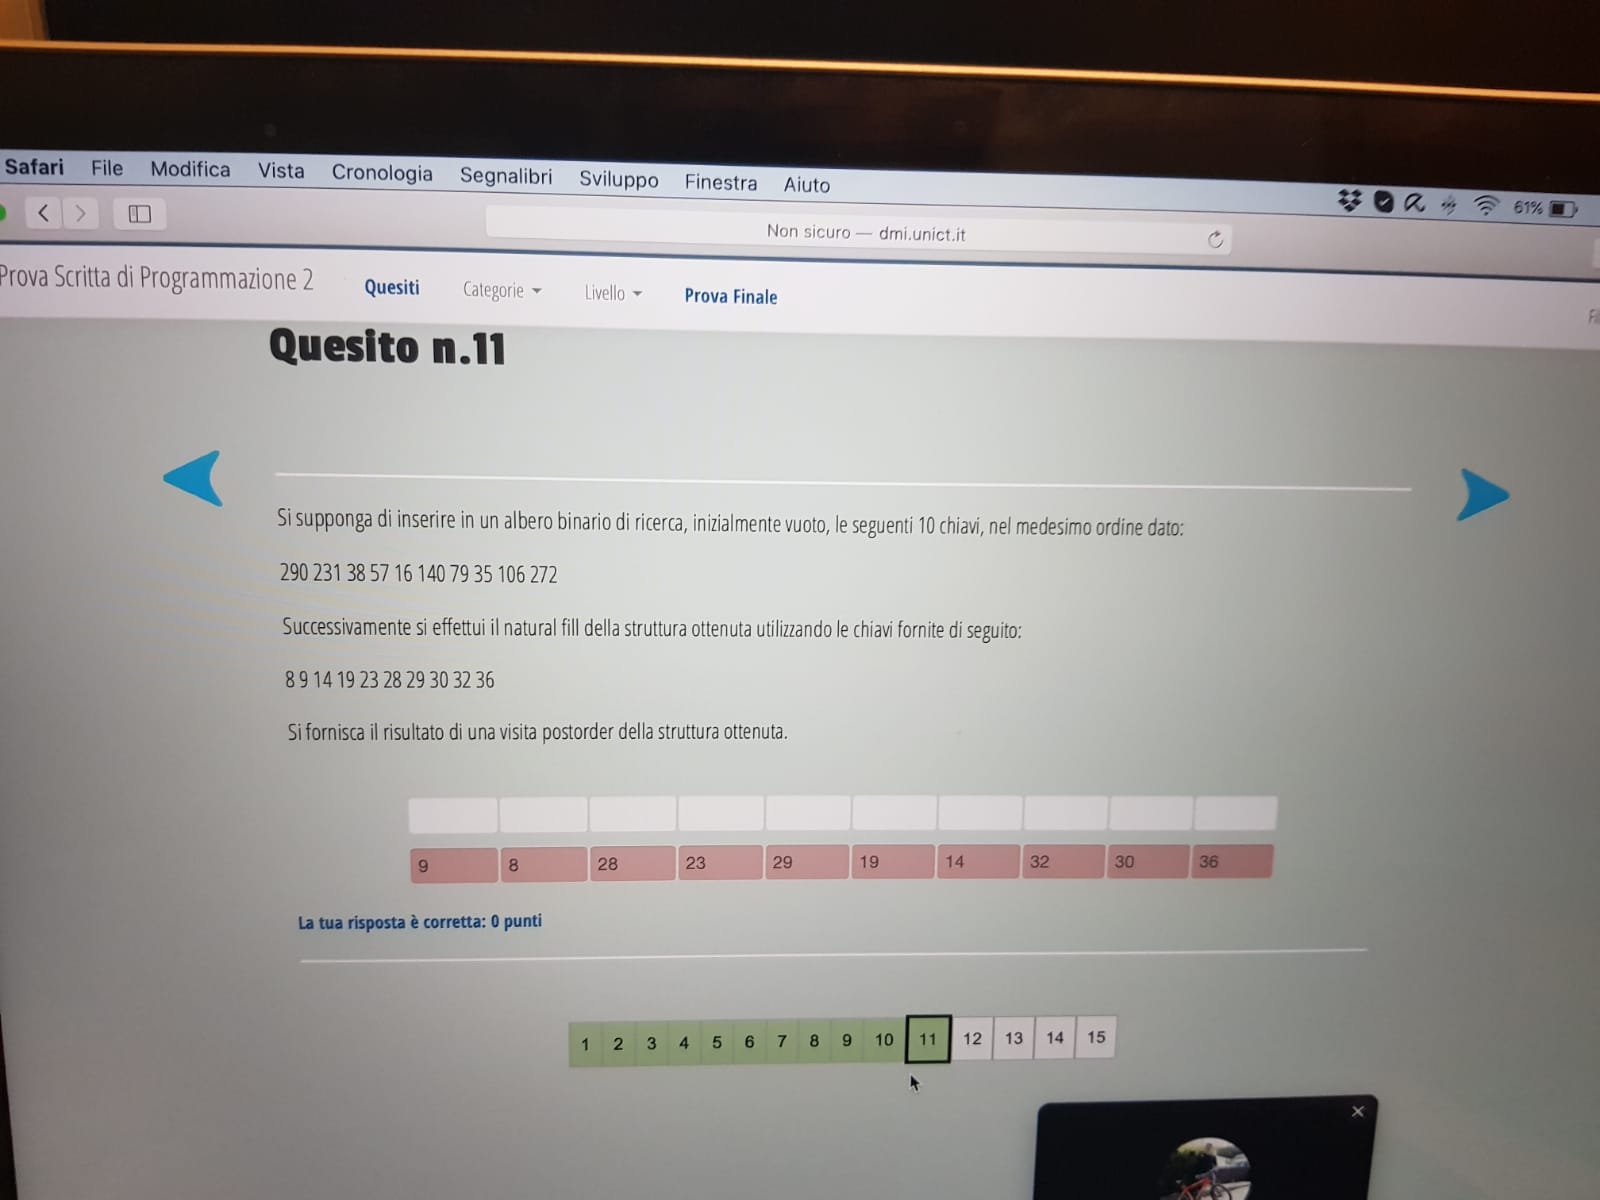 Safari File Modifica Vista Cronologia Segnalibri Sviluppo Finestra Aiuto 61%
Non sicuro — dmi.unict.it
Prova Scritta di Programmazione 2 Quesiti Categorie Livello Prova Finale
Quesito n.11
Si supponga di inserire in un albero binario di ricerca, inizialmente vuoto, le seguenti 10 chiavi, nel medesimo ordine dato:
290 231 38 57 16 140 79 35 106 272
Successivamente si effettui il natural fill della struttura ottenuta utilizzando le chiavi fornite di seguito:
8 9 14 19 23 28 29 30 32 36
Si fornisca il risultato di una visita postorder della struttura ottenuta.
9 8 28 23 29 19 14 32 30 36
La tua risposta è corretta: 0 punti
1 2 3 4 5 6 7 8 9 10 11 12 13 14 15